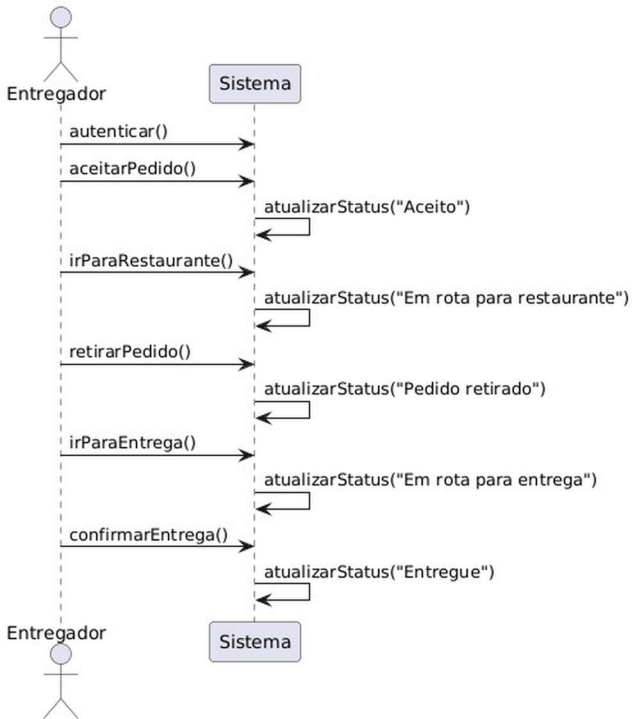 Entregador
Sistema
autenticar()
aceitarPedido()
atualizarStatus("Aceito")
irParaRestaurante()
atualizarStatus("Em rota para restaurante")
retirarPedido()
atualizarStatus("Pedido retirado")
irParaEntrega()
atualizarStatus("Em rota para entrega")
confirmarEntrega()
atualizarStatus("Entregue")
Entregador
Sistema